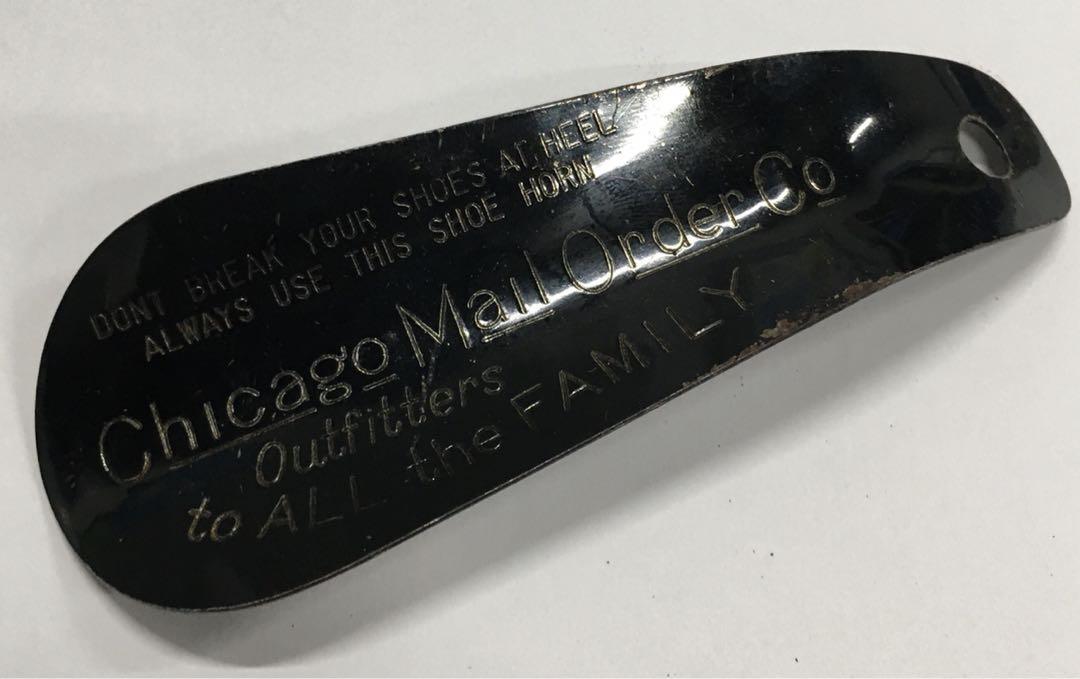 DONT BREAK YOUR SHOES AT HEEL
ALWAYS USE THIS SHOE HORN
Chicago Mail Order Co
Outfitters
to ALL the FAMILY